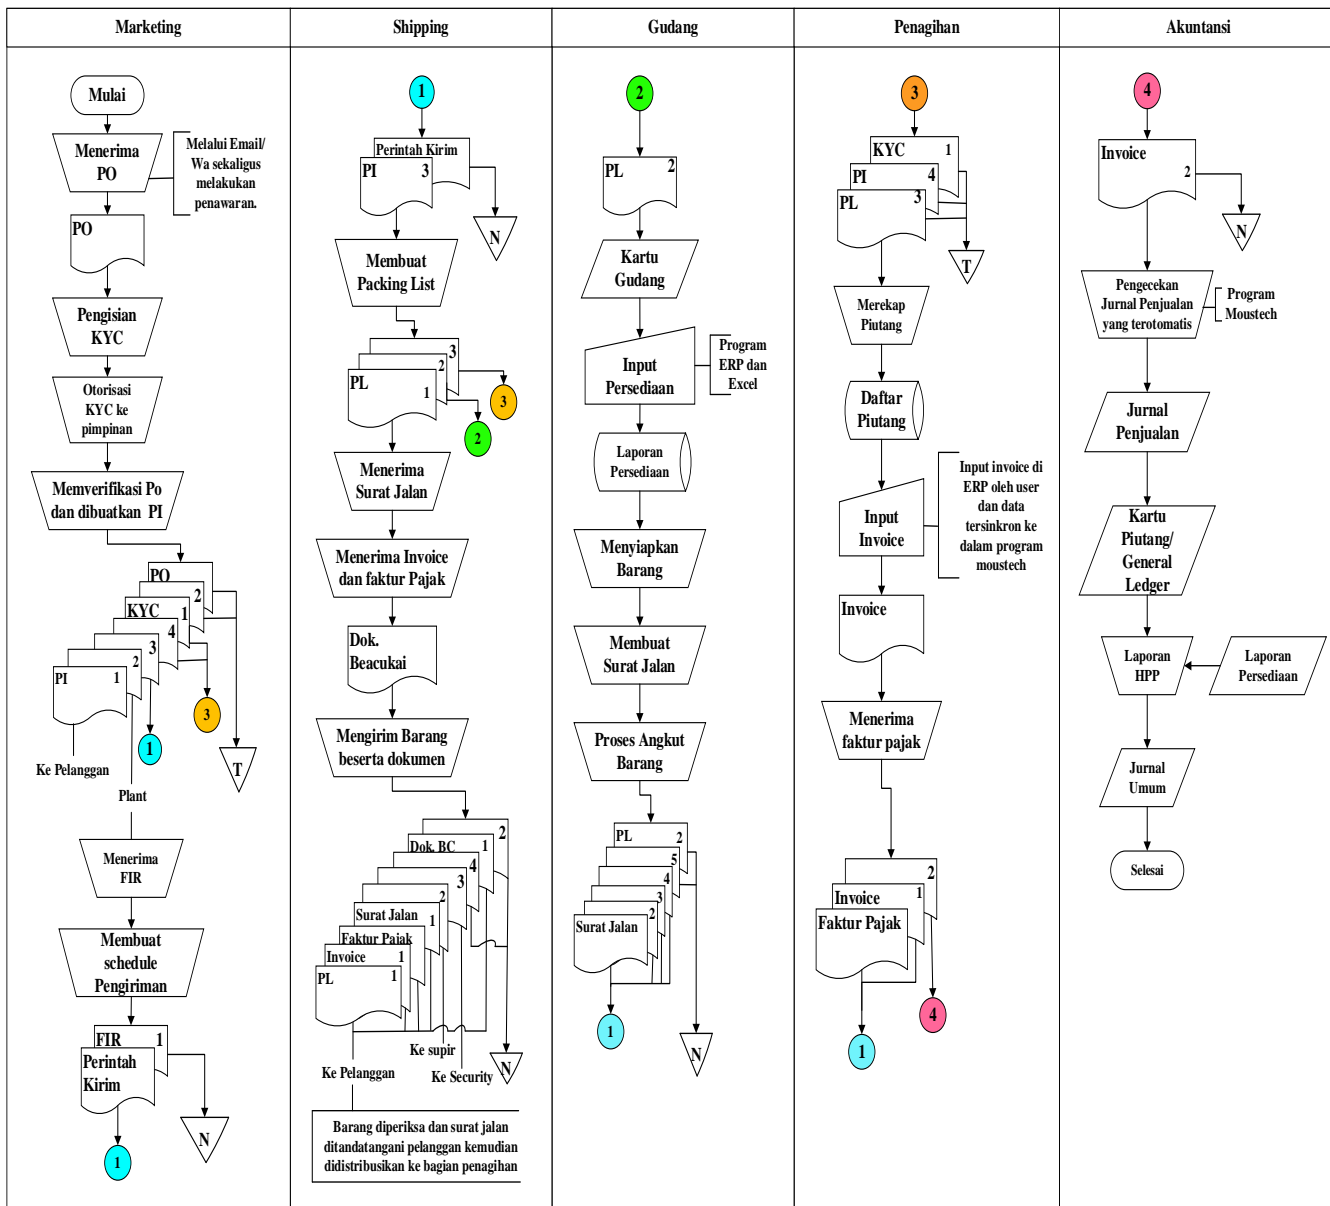 Marketing
Shipping
Gudang
Penagihan
Akuntansi
Mulai
Menerima
PO
Melalui Email/
Wa sekaligus
melakukan
penawaran.
PO
Pengisian
KYC
Otorisasi
KYC ke
pimpinan
Memverifikasi Po
dan dibuatkan PI
PO
2
KYC 1
4
3
2
PI 1
3
1
T
Ke Pelanggan
Plant
Menerima
FIR
Membuat
schedule
Pengiriman
FIR 1
Perintah
Kirim
N
1
1
Perintah Kirim
PI 3
N
Membuat
Packing List
3
2
PL 1
3
2
Menerima
Surat Jalan
Menerima Invoice
dan faktur Pajak
Dok.
Beacukai
Mengirim Barang
beserta dokumen
2
Dok. BC 1
4
3
2
Surat Jalan 1
Faktur Pajak
Invoice 1
PL 1
Ke supir
Ke Pelanggan
Ke Security
N
Barang diperiksa dan surat jalan
ditandatangani pelanggan kemudian
didistribusikan ke bagian penagihan
2
PL 2
Kartu
Gudang
Input
Persediaan
Program
ERP dan
Excel
Laporan
Persediaan
Menyiapkan
Barang
Membuat
Surat Jalan
Proses Angkut
Barang
PL 2
5
4
3
Surat Jalan 2
1
N
3
KYC 1
PI 4
PL 3
T
Merekap
Piutang
Daftar
Piutang
Input
Invoice
Input invoice di
ERP oleh user
dan data
tersinkron ke
dalam program
moustech
Invoice
Menerima
faktur pajak
2
Invoice 1
Faktur Pajak
4
1
4
Invoice
2
N
Pengecekan
Jurnal Penjualan
yang terotomatis
Program
Moustech
Jurnal
Penjualan
Kartu
Piutang/
General
Ledger
Laporan
HPP
Laporan
Persediaan
Jurnal
Umum
Selesai